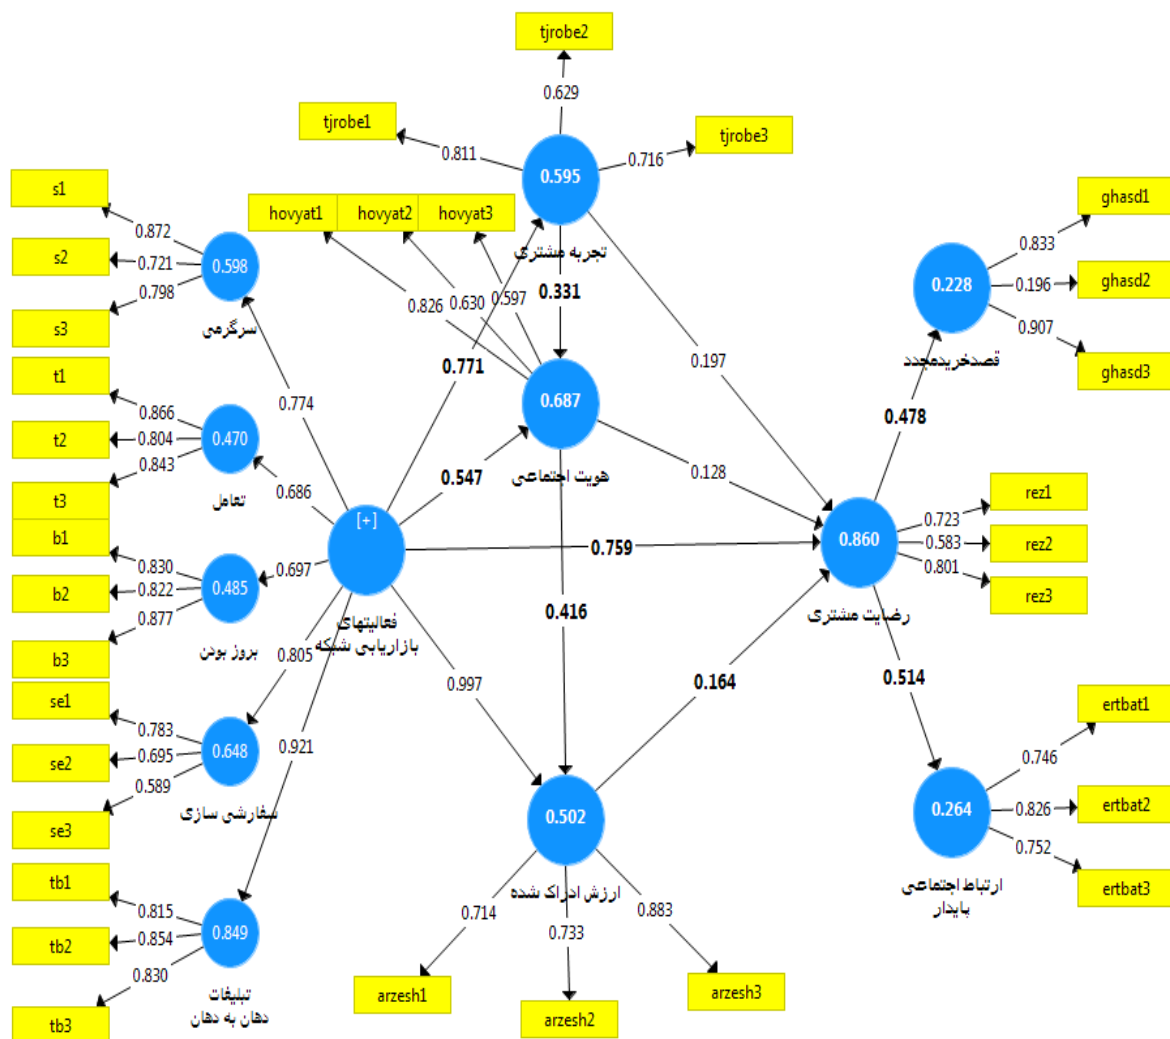 tjrobe2
0.629
tjrobe1
tjrobe3
0.811
0.716
0.595
تجربه مشتری
hovyat1
hovyat2
hovyat3
0.826
0.630
0.597
0.331
0.771
0.197
0.687
هویت اجتماعی
0.547
0.128
s1
s2
s3
0.872
0.721
0.798
0.598
سرگرمی
0.774
t1
t2
t3
0.866
0.804
0.843
0.470
تعامل
0.686
b1
b2
b3
0.830
0.822
0.877
0.485
بروز بودن
0.697
[+]
فعالیتهای
بازاریابی شبکه
0.759
0.416
0.997
0.805
0.921
se1
se2
se3
0.783
0.695
0.589
0.648
سفارشی سازی
tb1
tb2
tb3
0.815
0.854
0.830
0.849
تبلیغات
دهان به دهان
0.502
ارزش ادراک شده
0.714
0.733
0.883
arzesh1
arzesh2
arzesh3
0.164
0.860
رضایت مشتری
0.723
0.583
0.801
rez1
rez2
rez3
0.478
0.228
قصدخریدمجدد
0.833
0.196
0.907
ghasd1
ghasd2
ghasd3
0.514
0.264
ارتباط اجتماعی
پایدار
0.746
0.826
0.752
ertbat1
ertbat2
ertbat3